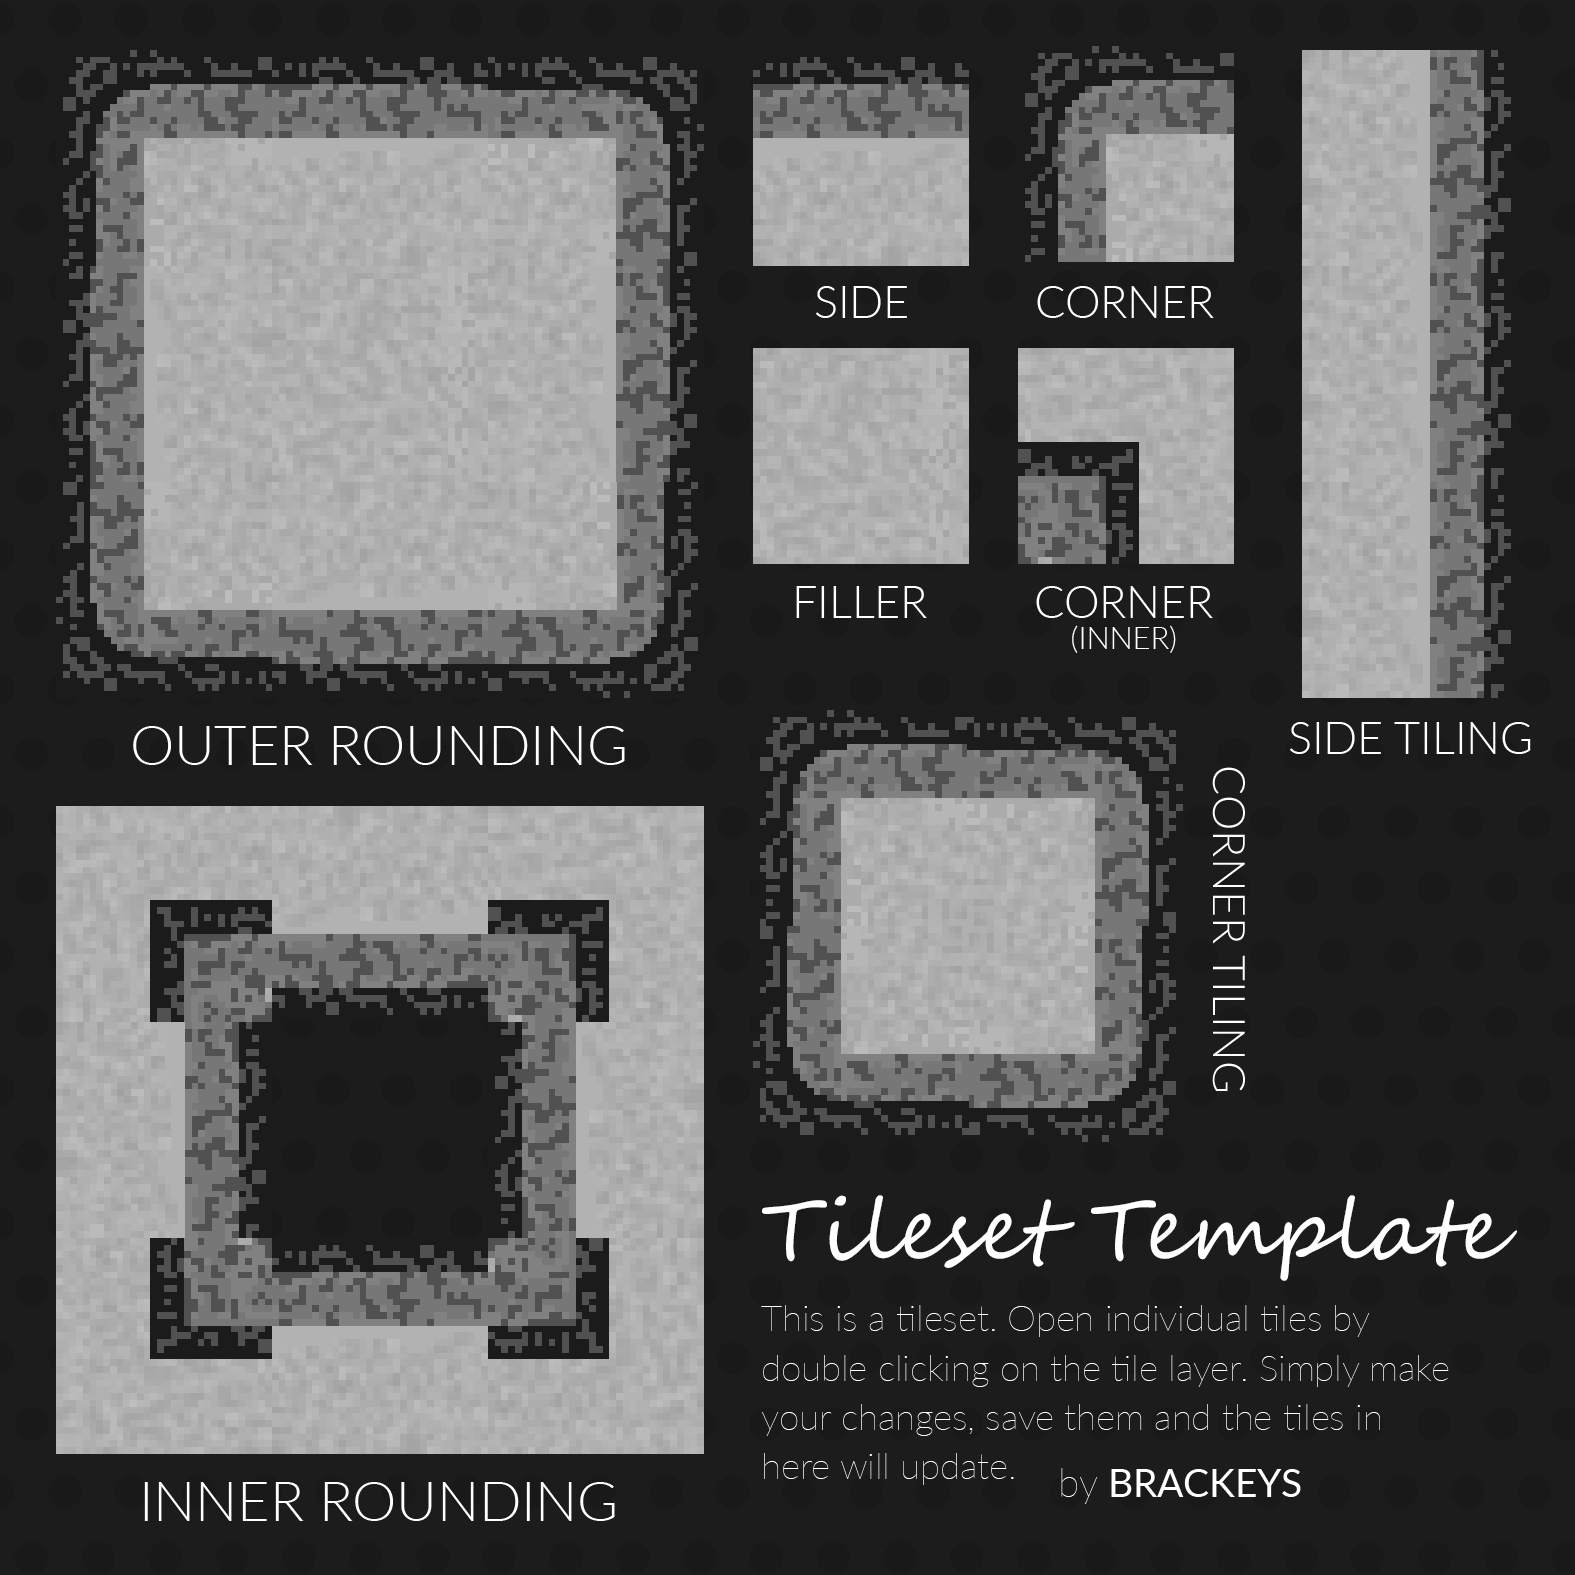 SIDE
CORNER
FILLER
CORNER
(INNER)
OUTER ROUNDING
SIDE TILING
CORNER TILING
INNER ROUNDING
Tileset Template
This is a tileset. Open individual tiles by
double clicking on the tile layer. Simply make
your changes, save them and the tiles in
here will update.
by BRACKEYS